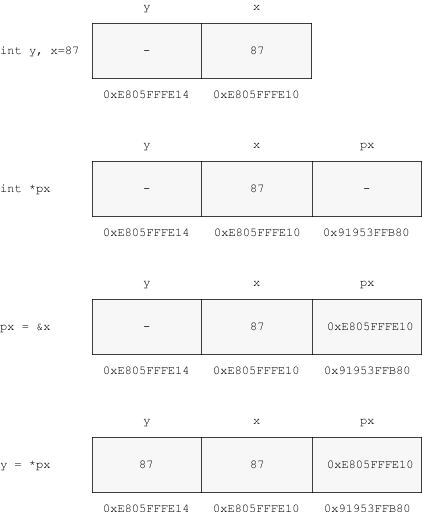 y x
int y, x=87 - 87
0xE805FFFE14 0xE805FFFE10
y x px
int *px - 87 -
0xE805FFFE14 0xE805FFFE10 0x91953FFB80
y x px
px = &x - 87 0xE805FFFE10
0xE805FFFE14 0xE805FFFE10 0x91953FFB80
y x px
y = *px 87 87 0xE805FFFE10
0xE805FFFE14 0xE805FFFE10 0x91953FFB80